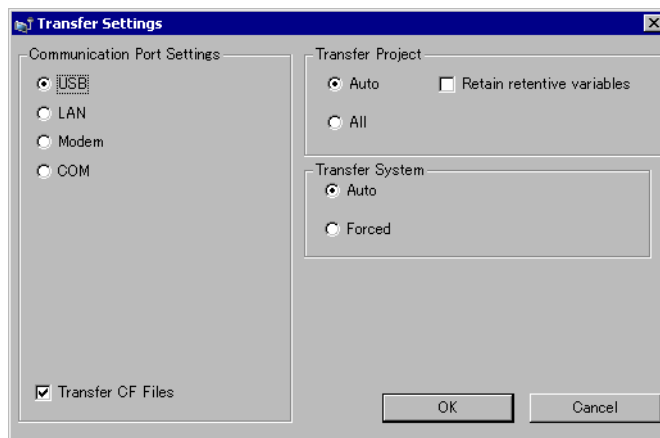 Transfer Settings
Communication Port Settings
USB
LAN
Modem
COM
Transfer CF Files
Transfer Project
Auto
Retain retentive variables
All
Transfer System
Auto
Forced
OK
Cancel